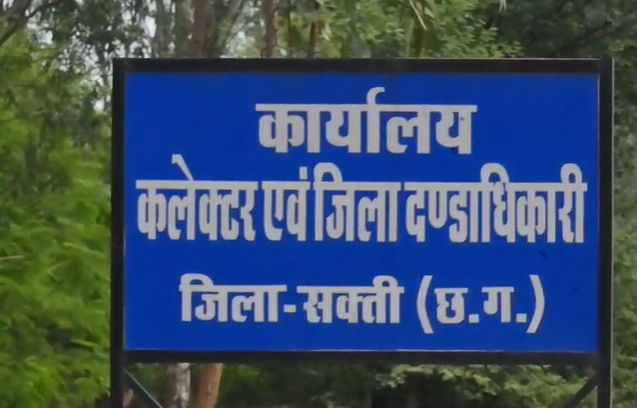 कार्यालय
कलेक्टर एवं जिला दण्डाधिकारी
जिला-सक्ती (छ.ग.)